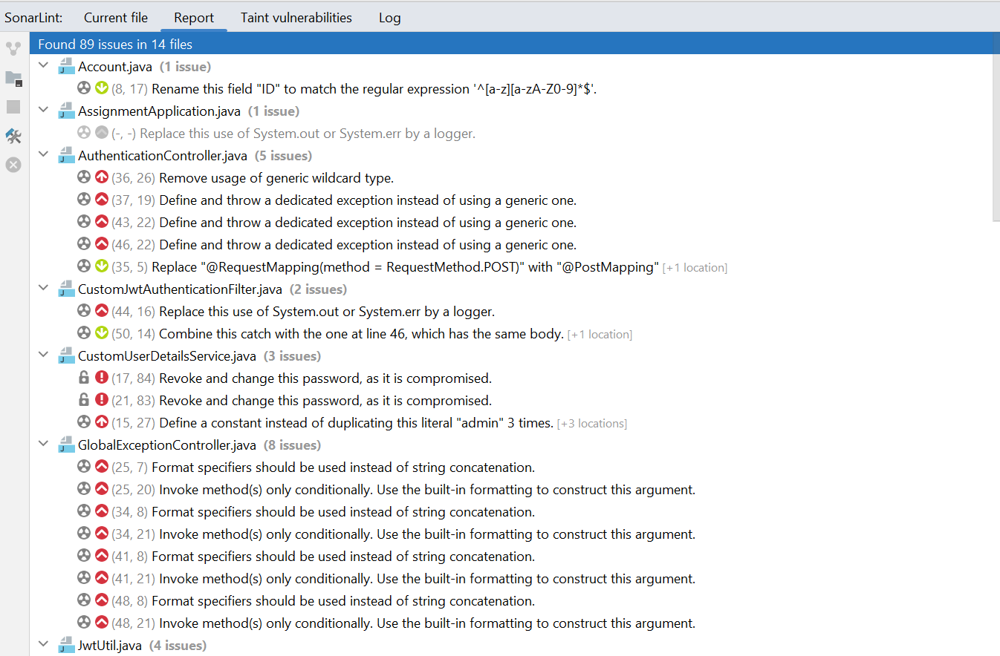 SonarLint: Current file Report Taint vulnerabilities Log
Found 89 issues in 14 files
Account.java (1 issue)
(8, 17) Rename this field "ID" to match the regular expression '^[a-z][a-zA-Z0-9]*$'.
AssignmentApplication.java (1 issue)
(-, -) Replace this use of System.out or System.err by a logger.
AuthenticationController.java (5 issues)
(36, 26) Remove usage of generic wildcard type.
(37, 19) Define and throw a dedicated exception instead of using a generic one.
(43, 22) Define and throw a dedicated exception instead of using a generic one.
(46, 22) Define and throw a dedicated exception instead of using a generic one.
(35, 5) Replace "@RequestMapping(method = RequestMethod.POST)" with "@PostMapping" [+1 location]
CustomJwtAuthenticationFilter.java (2 issues)
(44, 16) Replace this use of System.out or System.err by a logger.
(50, 14) Combine this catch with the one at line 46, which has the same body. [+1 location]
CustomUserDetailsService.java (3 issues)
(17, 84) Revoke and change this password, as it is compromised.
(21, 83) Revoke and change this password, as it is compromised.
(15, 27) Define a constant instead of duplicating this literal "admin" 3 times. [+3 locations]
GlobalExceptionController.java (8 issues)
(25, 7) Format specifiers should be used instead of string concatenation.
(25, 20) Invoke method(s) only conditionally. Use the built-in formatting to construct this argument.
(34, 8) Format specifiers should be used instead of string concatenation.
(34, 21) Invoke method(s) only conditionally. Use the built-in formatting to construct this argument.
(41, 8) Format specifiers should be used instead of string concatenation.
(41, 21) Invoke method(s) only conditionally. Use the built-in formatting to construct this argument.
(48, 8) Format specifiers should be used instead of string concatenation.
(48, 21) Invoke method(s) only conditionally. Use the built-in formatting to construct this argument.
JwtUtil.java (4 issues)